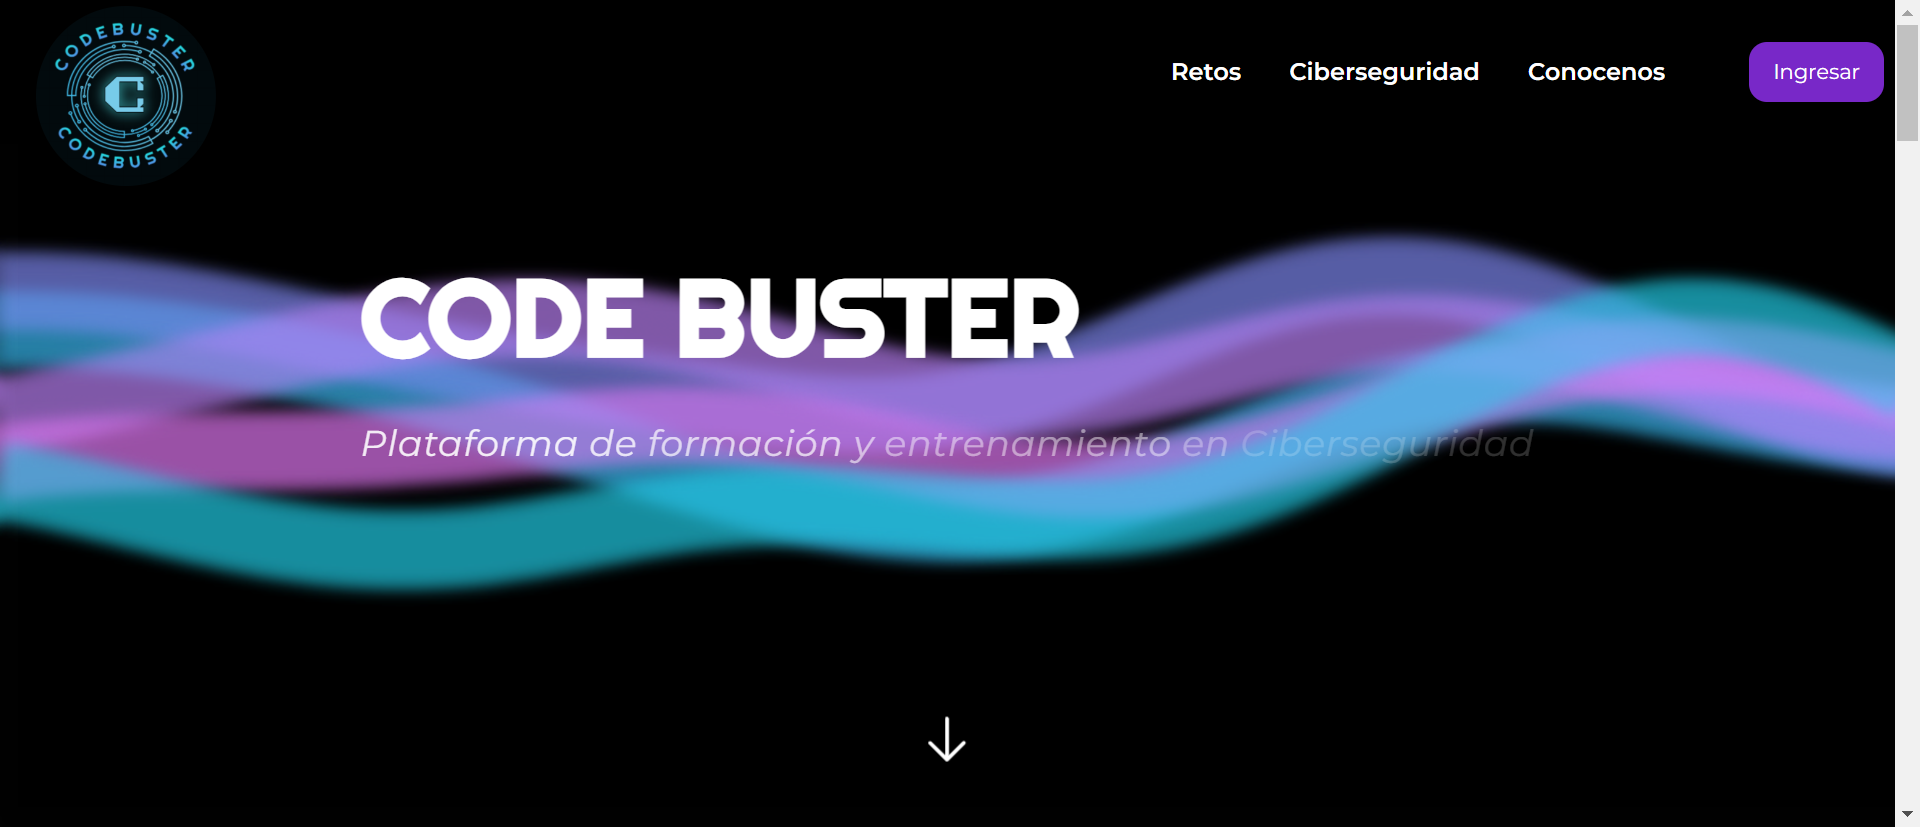 CODEBUSTER
C
CODEBUSTER
Retos Ciberseguridad Conocenos Ingresar
CODE BUSTER
Plataforma de formación y entrenamiento en Ciberseguridad